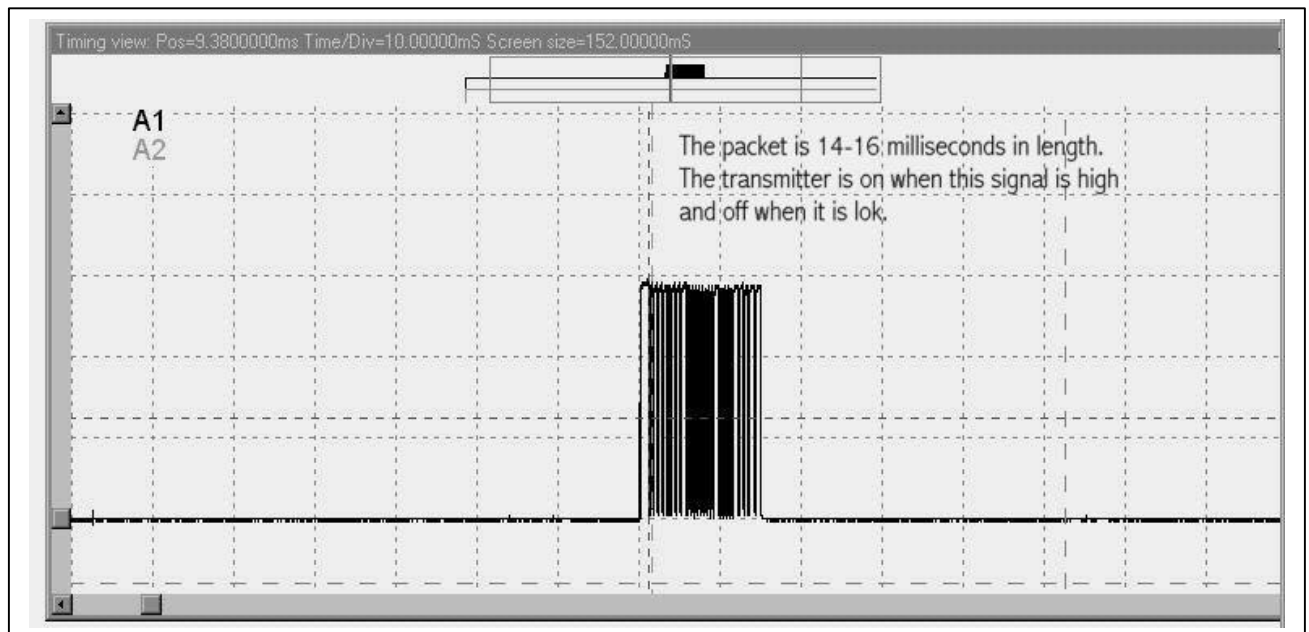 Timing view: Pos=9.3800000ms Time/Div=10.00000mS Screen size=152.00000mS
A1
A2
The packet is 14-16 milliseconds in length.
The transmitter is on when this signal is high
and off when it is lok.